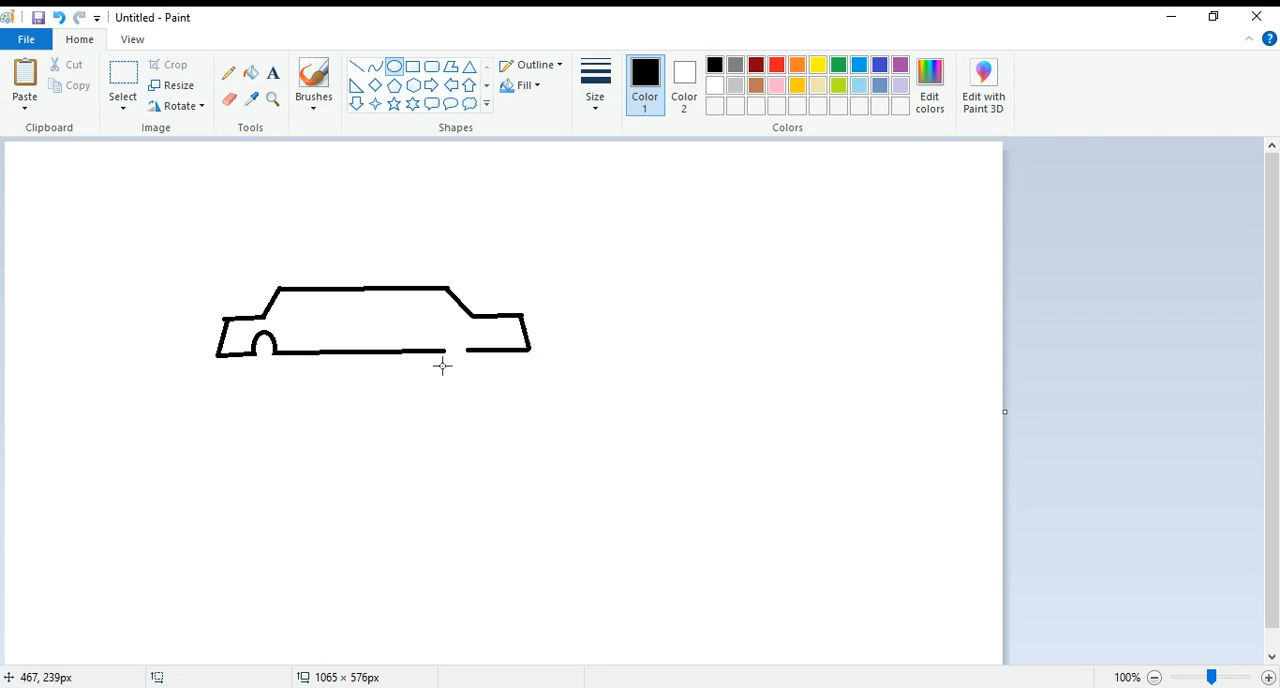 Untitled - Paint
File Home View
Paste
Cut
Copy
Clipboard
Select
Crop
Resize
Rotate
Image
A
Tools
Brushes
Shapes
Outline
Fill
Size
Color 1
Color 2
Colors
Edit colors
Edit with Paint 3D
?
467, 239px
1065 × 576px
100%